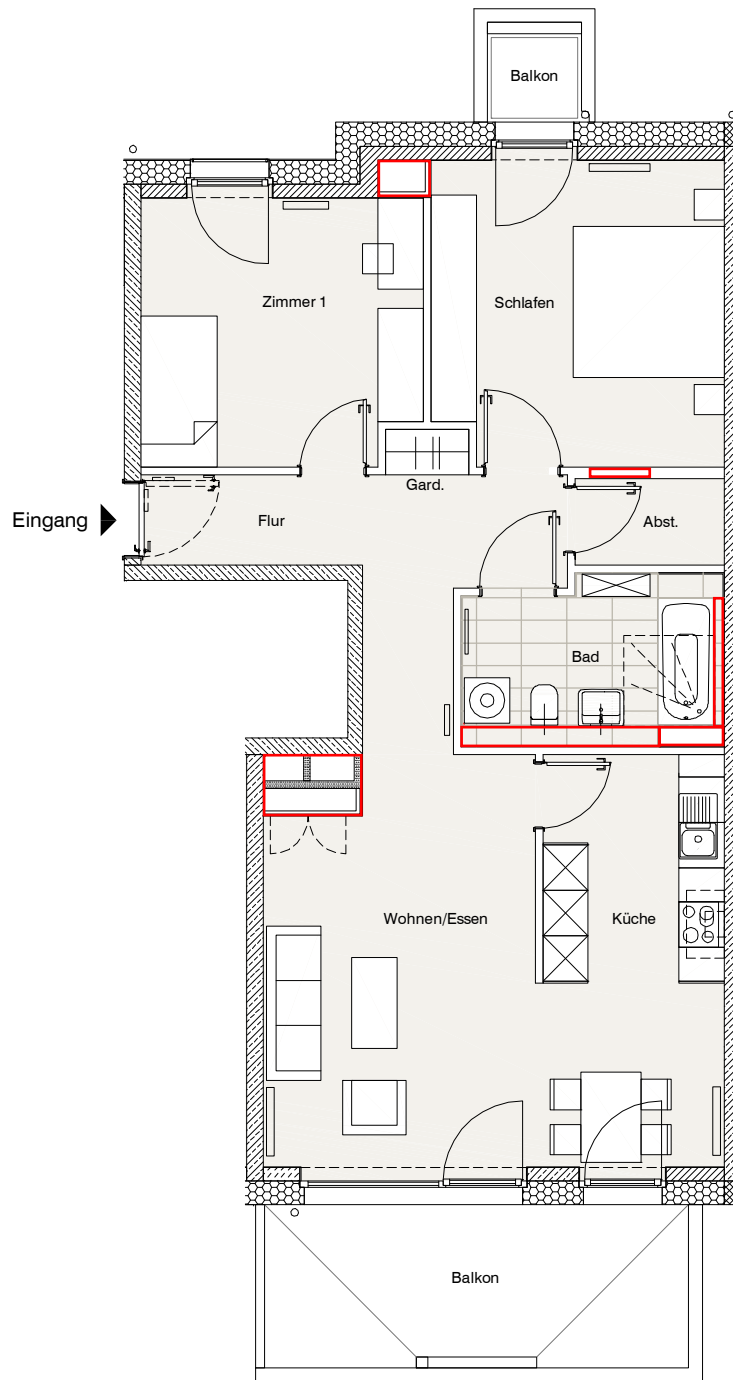 Balkon
Zimmer 1
Schlafen
Gard.
Eingang
Flur
Abst.
Bad
Wohnen/Essen
Küche
Balkon